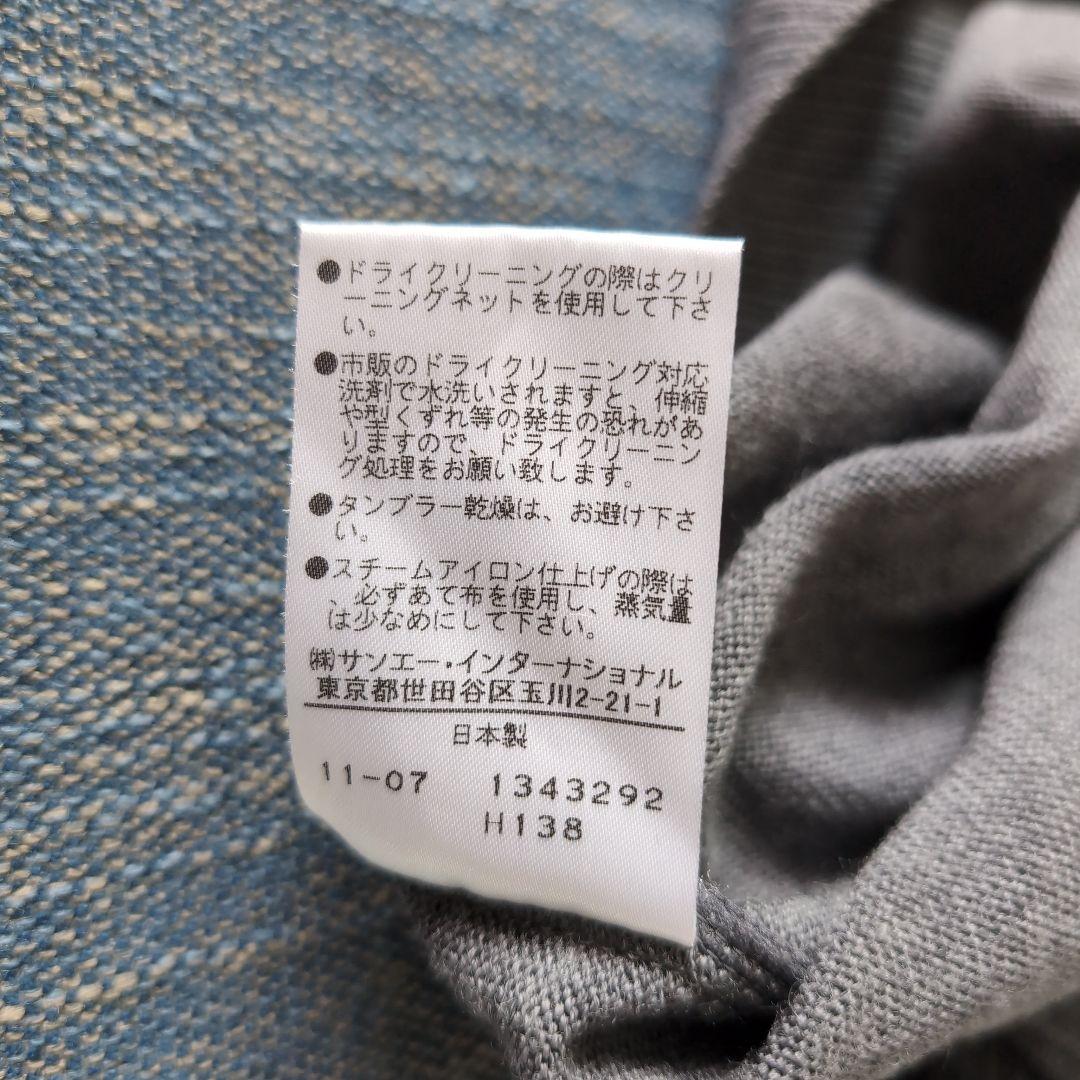 ●ドライクリーニングの際はクリ
ーニングネットを使用して下さ
い。
●市販のドライクリーニング対応
洗剤で水洗いされますと、伸縮
や型くずれ等の発生の恐れがあ
りますので、ドライクリーニン
グ処理をお願い致します。
●タンブラー乾燥は、お避け下さ
い。
●スチームアイロン仕上げの際は
、必ずあて布を使用し、蒸気量
は少なめにして下さい。
㈱サンエー・インターナショナル
東京都世田谷区玉川2-21-1
日本製
11-07 1343292
H138